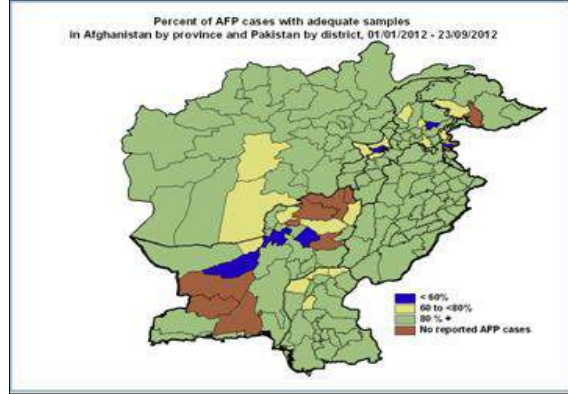 Percent of AFP cases with adequate samples
in Afghanistan by province and Pakistan by district, 01/01/2012 - 23/09/2012
< 60%
60 to <80%
80 % +
No reported AFP cases